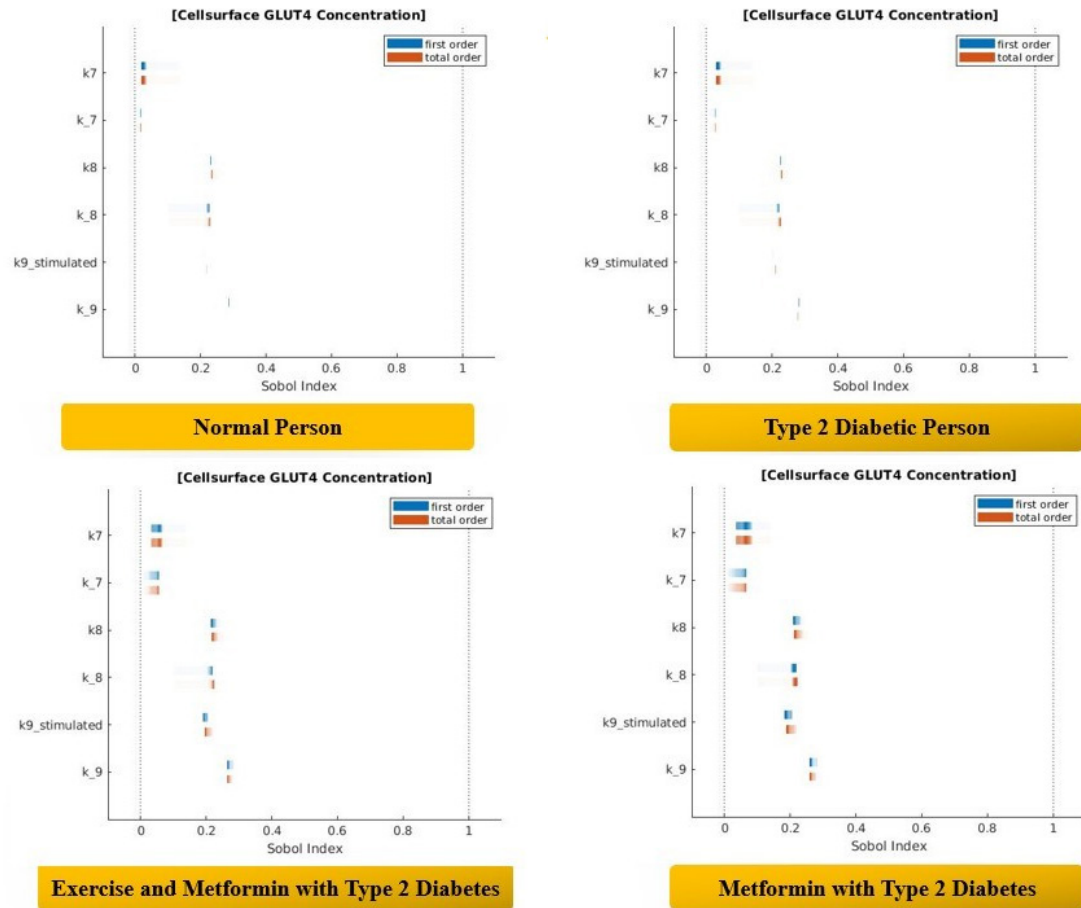 [Cellsurface GLUT4 Concentration]
first order
total order
k7
k_7
k8
k_8
k9_stimulated
k_9
0 0.2 0.4 0.6 0.8 1
Sobol Index
Normal Person
[Cellsurface GLUT4 Concentration]
first order
total order
k7
k_7
k8
k_8
k9_stimulated
k_9
0 0.2 0.4 0.6 0.8 1
Sobol Index
Type 2 Diabetic Person
[Cellsurface GLUT4 Concentration]
first order
total order
k7
k_7
k8
k_8
k9_stimulated
k_9
0 0.2 0.4 0.6 0.8 1
Sobol Index
Exercise and Metformin with Type 2 Diabetes
[Cellsurface GLUT4 Concentration]
first order
total order
k7
k_7
k8
k_8
k9_stimulated
k_9
0 0.2 0.4 0.6 0.8 1
Sobol Index
Metformin with Type 2 Diabetes